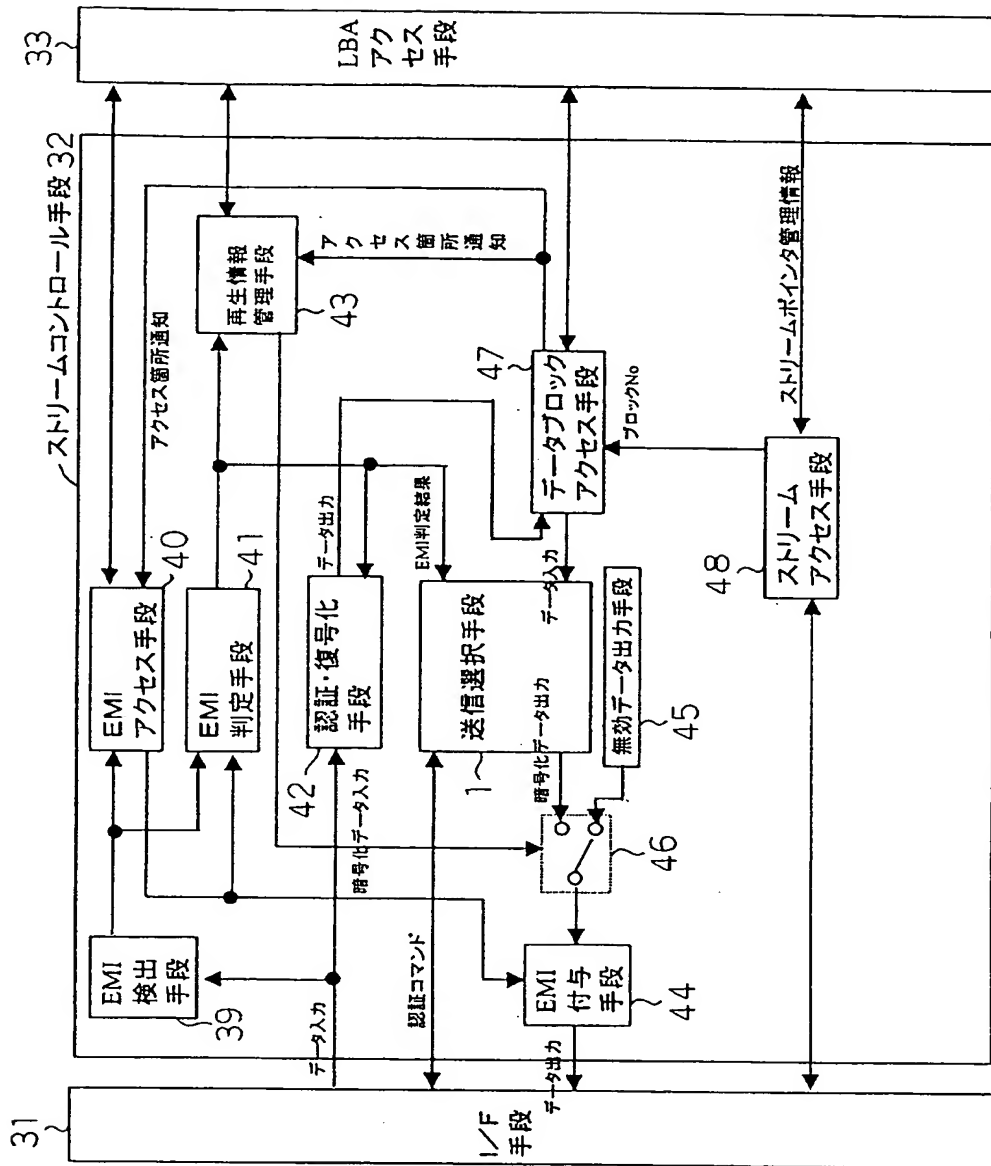 33
LBA
アク
セス
手段
ストリームコントロール手段32
アクセス箇所通知
再生情報
管理手段
43
アクセス
箇所通知
40
EMI
アクセス手段
41
EMI
判定手段
EMI
検出
手段
39
データ出力
認証・復号化
手段
42
EMI判定結果
暗号化データ入力
データ入力
送信選択手段
1
データ入力
暗号化データ出力
認証コマンド
47
データブロック
アクセス手段
ブロックNo
無効データ出力手段
45
46
EMI
付与
手段
44
データ出力
ストリームポインタ管理情報
ストリーム
アクセス手段
48
31
I/F
手段